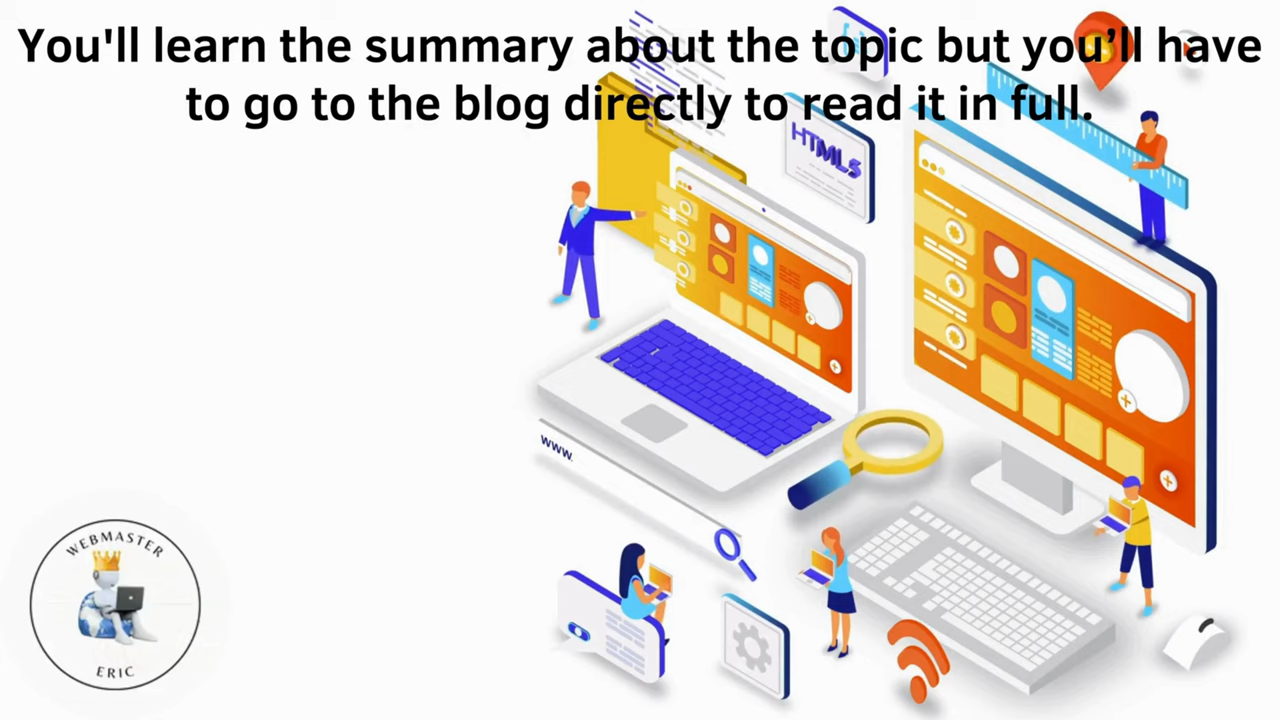 You'll learn the summary about the topic but you’ll have
to go to the blog directly to read it in full.
HTML5
www.
WEBMASTER
ERIC